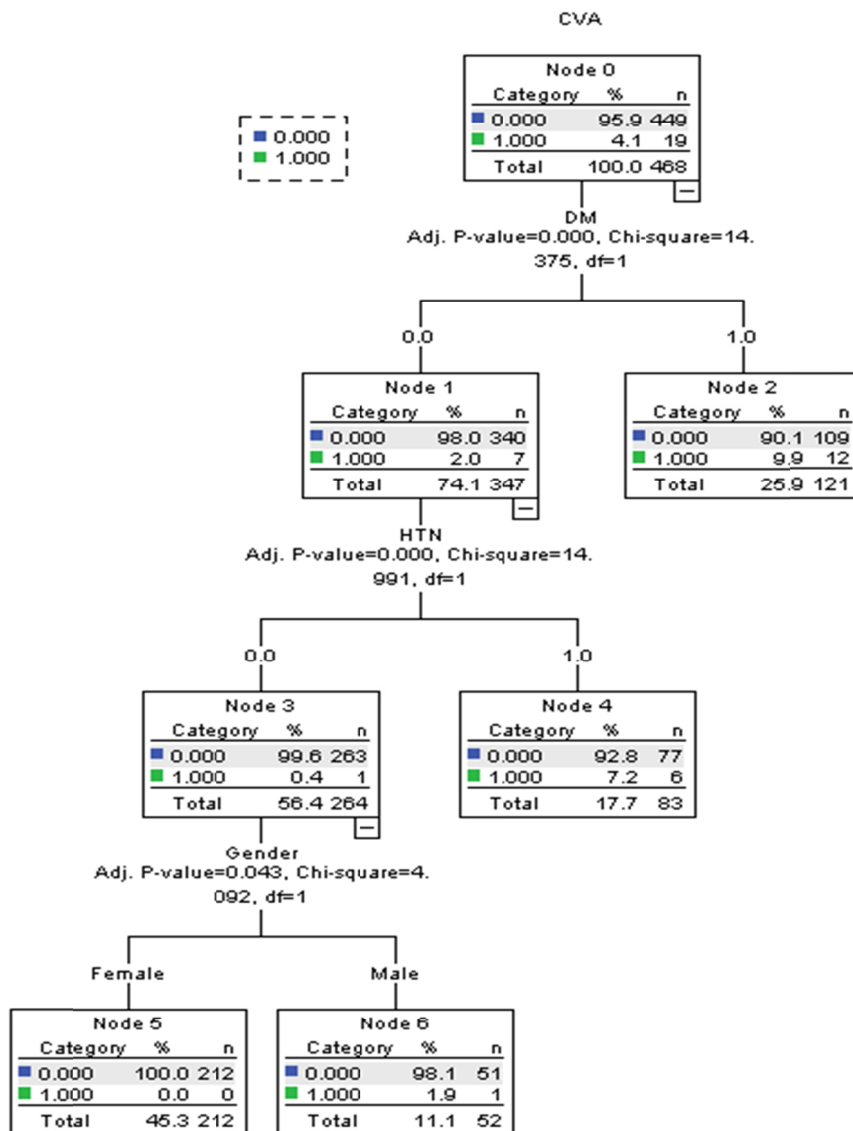 CVA
Node 0
Category % n
0.000 95.9 449
1.000 4.1 19
Total 100.0 468
0.000
1.000
DM
Adj. P-value=0.000, Chi-square=14.
375, df=1
0.0
1.0
Node 1
Category % n
0.000 98.0 340
1.000 2.0 7
Total 74.1 347
Node 2
Category % n
0.000 90.1 109
1.000 9.9 12
Total 25.9 121
HTN
Adj. P-value=0.000, Chi-square=14.
991, df=1
0.0
1.0
Node 3
Category % n
0.000 99.6 263
1.000 0.4 1
Total 56.4 264
Node 4
Category % n
0.000 92.8 77
1.000 7.2 6
Total 17.7 83
Gender
Adj. P-value=0.043, Chi-square=4.
092, df=1
Female
Male
Node 5
Category % n
0.000 100.0 212
1.000 0.0 0
Total 45.3 212
Node 6
Category % n
0.000 98.1 51
1.000 1.9 1
Total 11.1 52